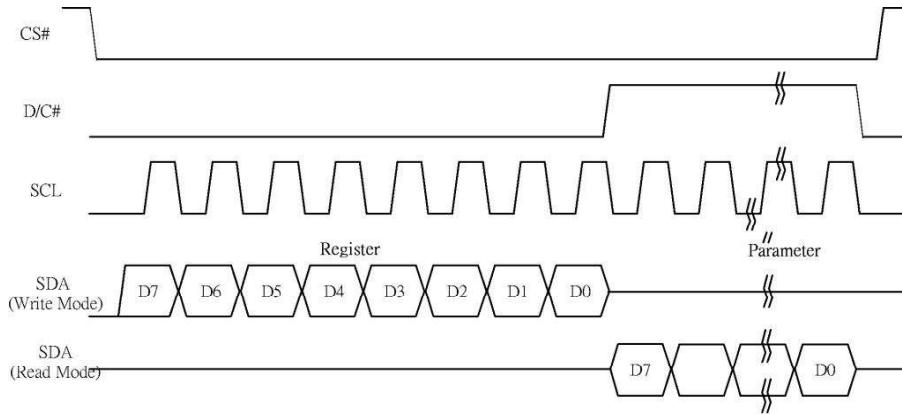 CS#
D/C#
SCL
Register
Parameter
SDA
(Write Mode)
D7 D6 D5 D4 D3 D2 D1 D0
SDA
(Read Mode)
D7 D0